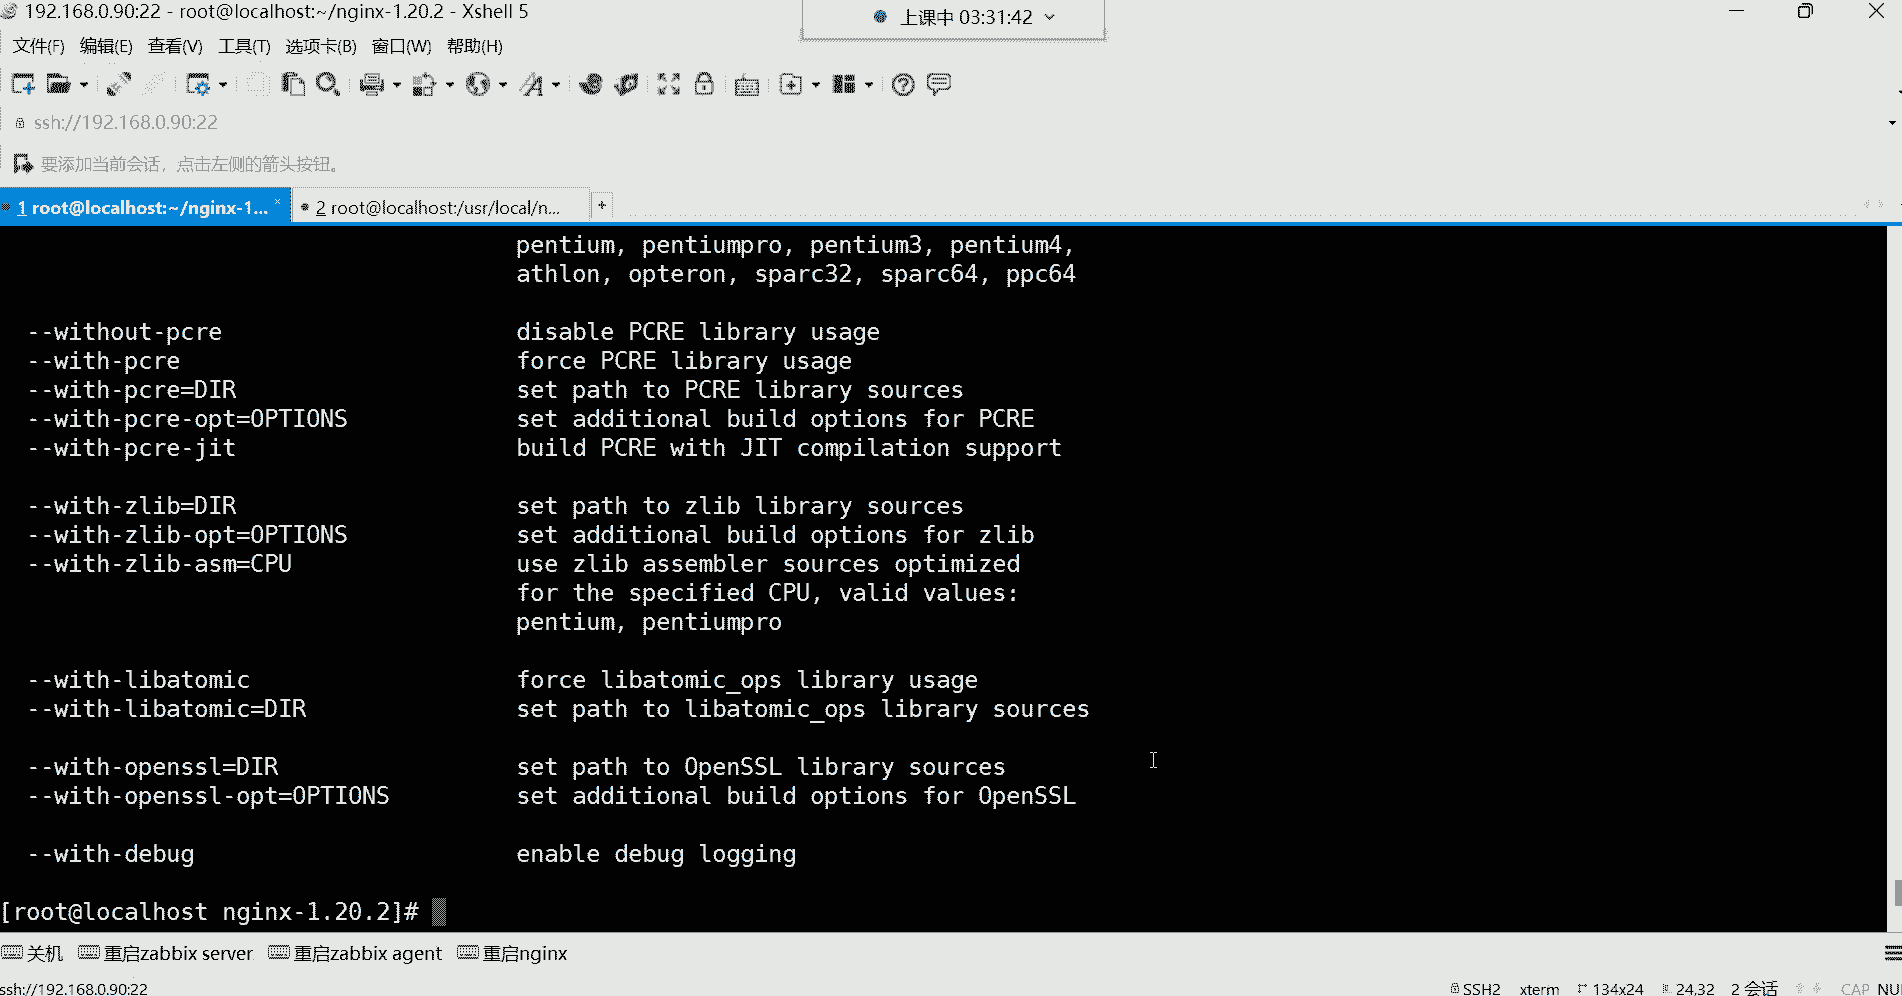 192.168.0.90:22 - root@localhost:~/nginx-1.20.2 - Xshell 5
上课中 03:31:42
文件(F) 编辑(E) 查看(V) 工具(T) 选项卡(B) 窗口(W) 帮助(H)
ssh://192.168.0.90:22
要添加当前会话，点击左侧的箭头按钮。
1 root@localhost:~/nginx-1... × 2 root@localhost:/usr/local/n... +
pentium, pentiumpro, pentium3, pentium4,
athlon, opteron, sparc32, sparc64, ppc64
--without-pcre disable PCRE library usage
--with-pcre force PCRE library usage
--with-pcre=DIR set path to PCRE library sources
--with-pcre-opt=OPTIONS set additional build options for PCRE
--with-pcre-jit build PCRE with JIT compilation support
--with-zlib=DIR set path to zlib library sources
--with-zlib-opt=OPTIONS set additional build options for zlib
--with-zlib-asm=CPU use zlib assembler sources optimized
for the specified CPU, valid values:
pentium, pentiumpro
--with-libatomic force libatomic_ops library usage
--with-libatomic=DIR set path to libatomic_ops library sources
--with-openssl=DIR set path to OpenSSL library sources
--with-openssl-opt=OPTIONS set additional build options for OpenSSL
--with-debug enable debug logging
[root@localhost nginx-1.20.2]#
关机 重启zabbix server 重启zabbix agent 重启nginx
ssh://192.168.0.90:22 SSH2 xterm 134x24 24,32 2 会话 CAP NU